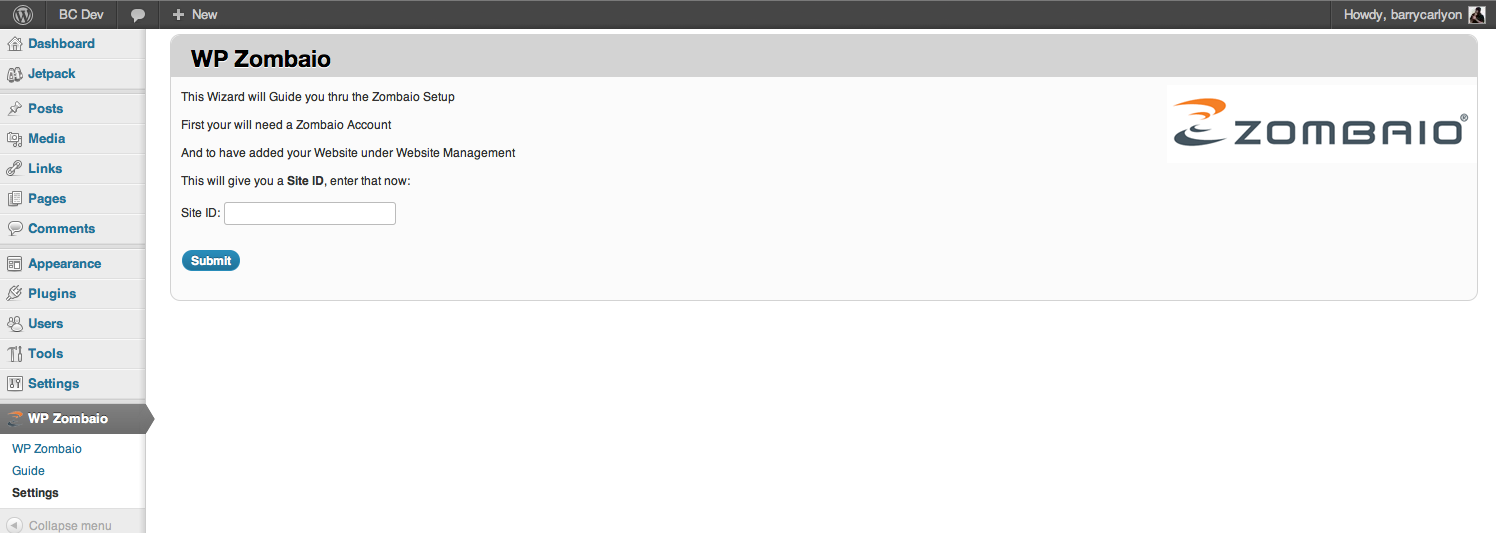 BC Dev
New
Howdy, barrycarlyon
Dashboard
Jetpack
Posts
Media
Links
Pages
Comments
Appearance
Plugins
Users
Tools
Settings
WP Zombaio
WP Zombaio
Guide
Settings
Collapse menu
WP Zombaio
This Wizard will Guide you thru the Zombaio Setup
First your will need a Zombaio Account
And to have added your Website under Website Management
This will give you a Site ID, enter that now:
Site ID:
Submit
ZOMBAIO®